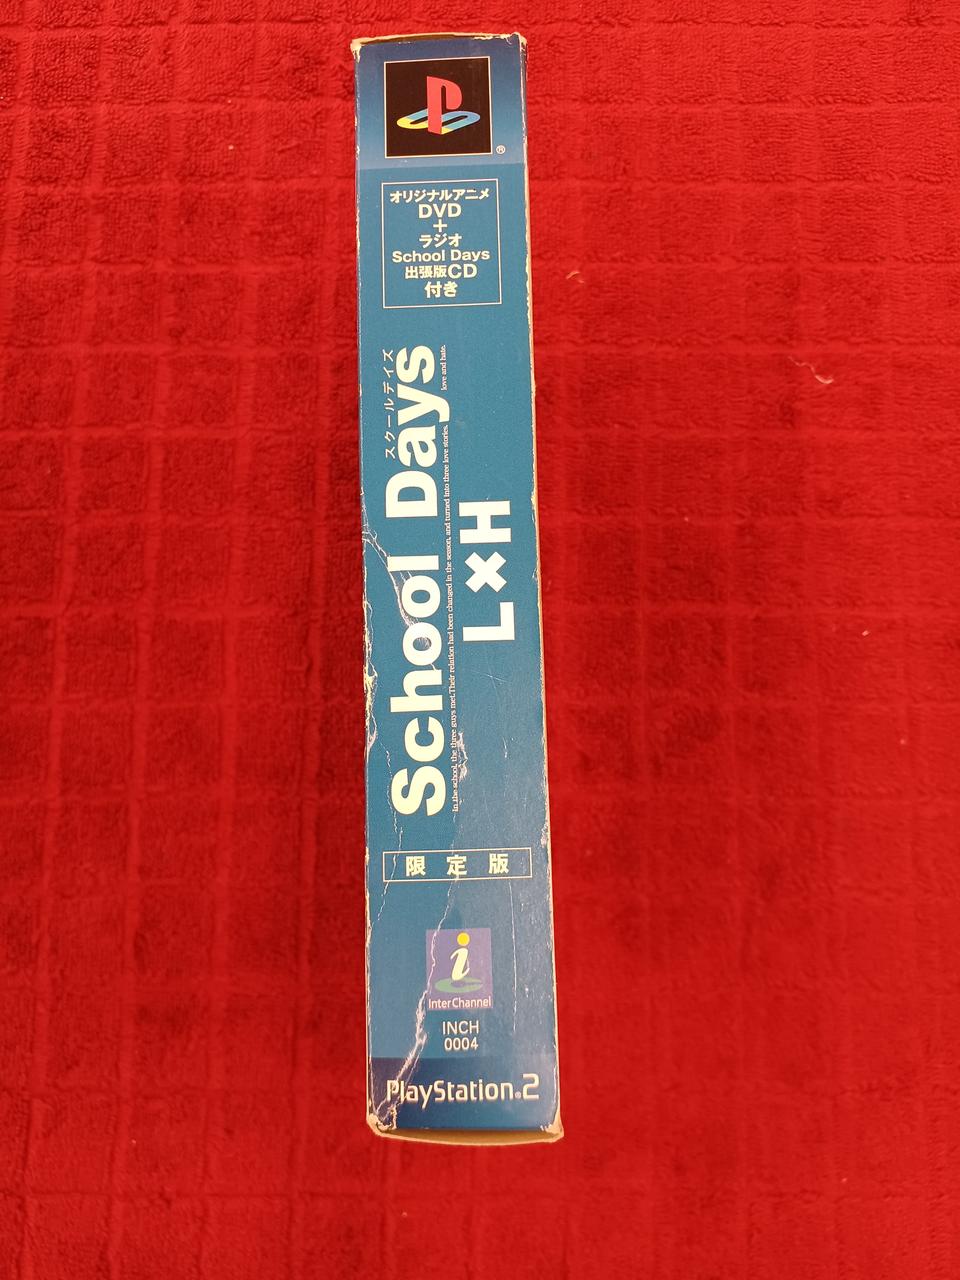 ®
オリジナルアニメ
DVD
+
ラジオ
School Days
出張版CD
付き
スクールデイズ
School Days
In the school, the three guys met.Their relation had been changed in the season, and turned into three love stories. love and hate.
L×H
限定版
i
InterChannel
INCH
0004
PlayStation®2